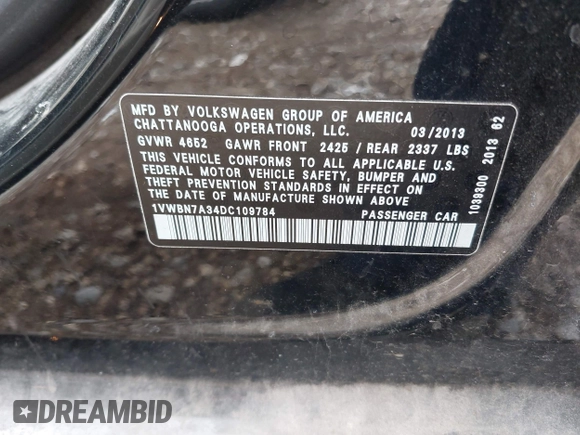 MFD BY VOLKSWAGEN GROUP OF AMERICA
CHATTANOOGA OPERATIONS, LLC. 03/2013
GVWR 4652 GAWR FRONT 2425 / REAR 2337 LBS
THIS VEHICLE CONFORMS TO ALL APPLICABLE U.S.
FEDERAL MOTOR VEHICLE SAFETY, BUMPER AND
THEFT PREVENTION STANDARDS IN EFFECT ON
THE DATE OF MANUFACTURE SHOWN ABOVE
1VWBN7A34DC109784 PASSENGER CAR
1039300 2013 62
DREAMBID